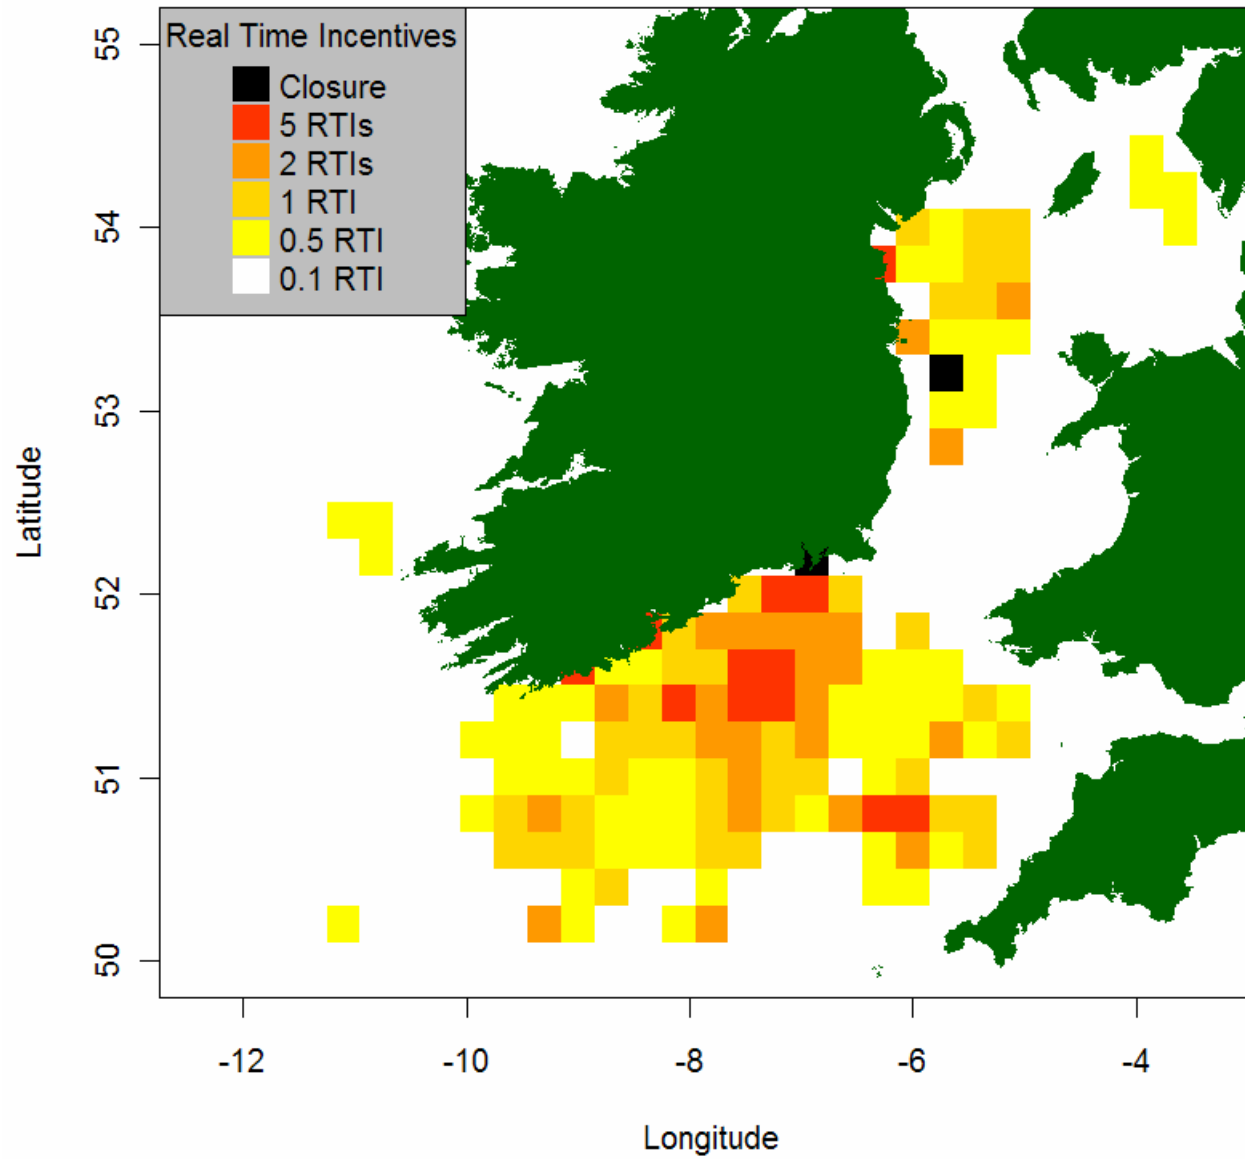 Real Time Incentives
Closure
5 RTIs
2 RTIs
1 RTI
0.5 RTI
0.1 RTI
55
54
53
52
51
50
Latitude
-12
-10
-8
-6
-4
Longitude